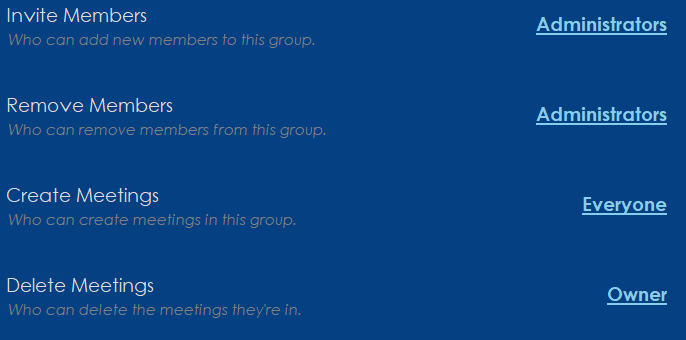 Invite Members
Administrators
Who can add new members to this group.
Remove Members
Administrators
Who can remove members from this group.
Create Meetings
Everyone
Who can create meetings in this group.
Delete Meetings
Owner
Who can delete the meetings they're in.